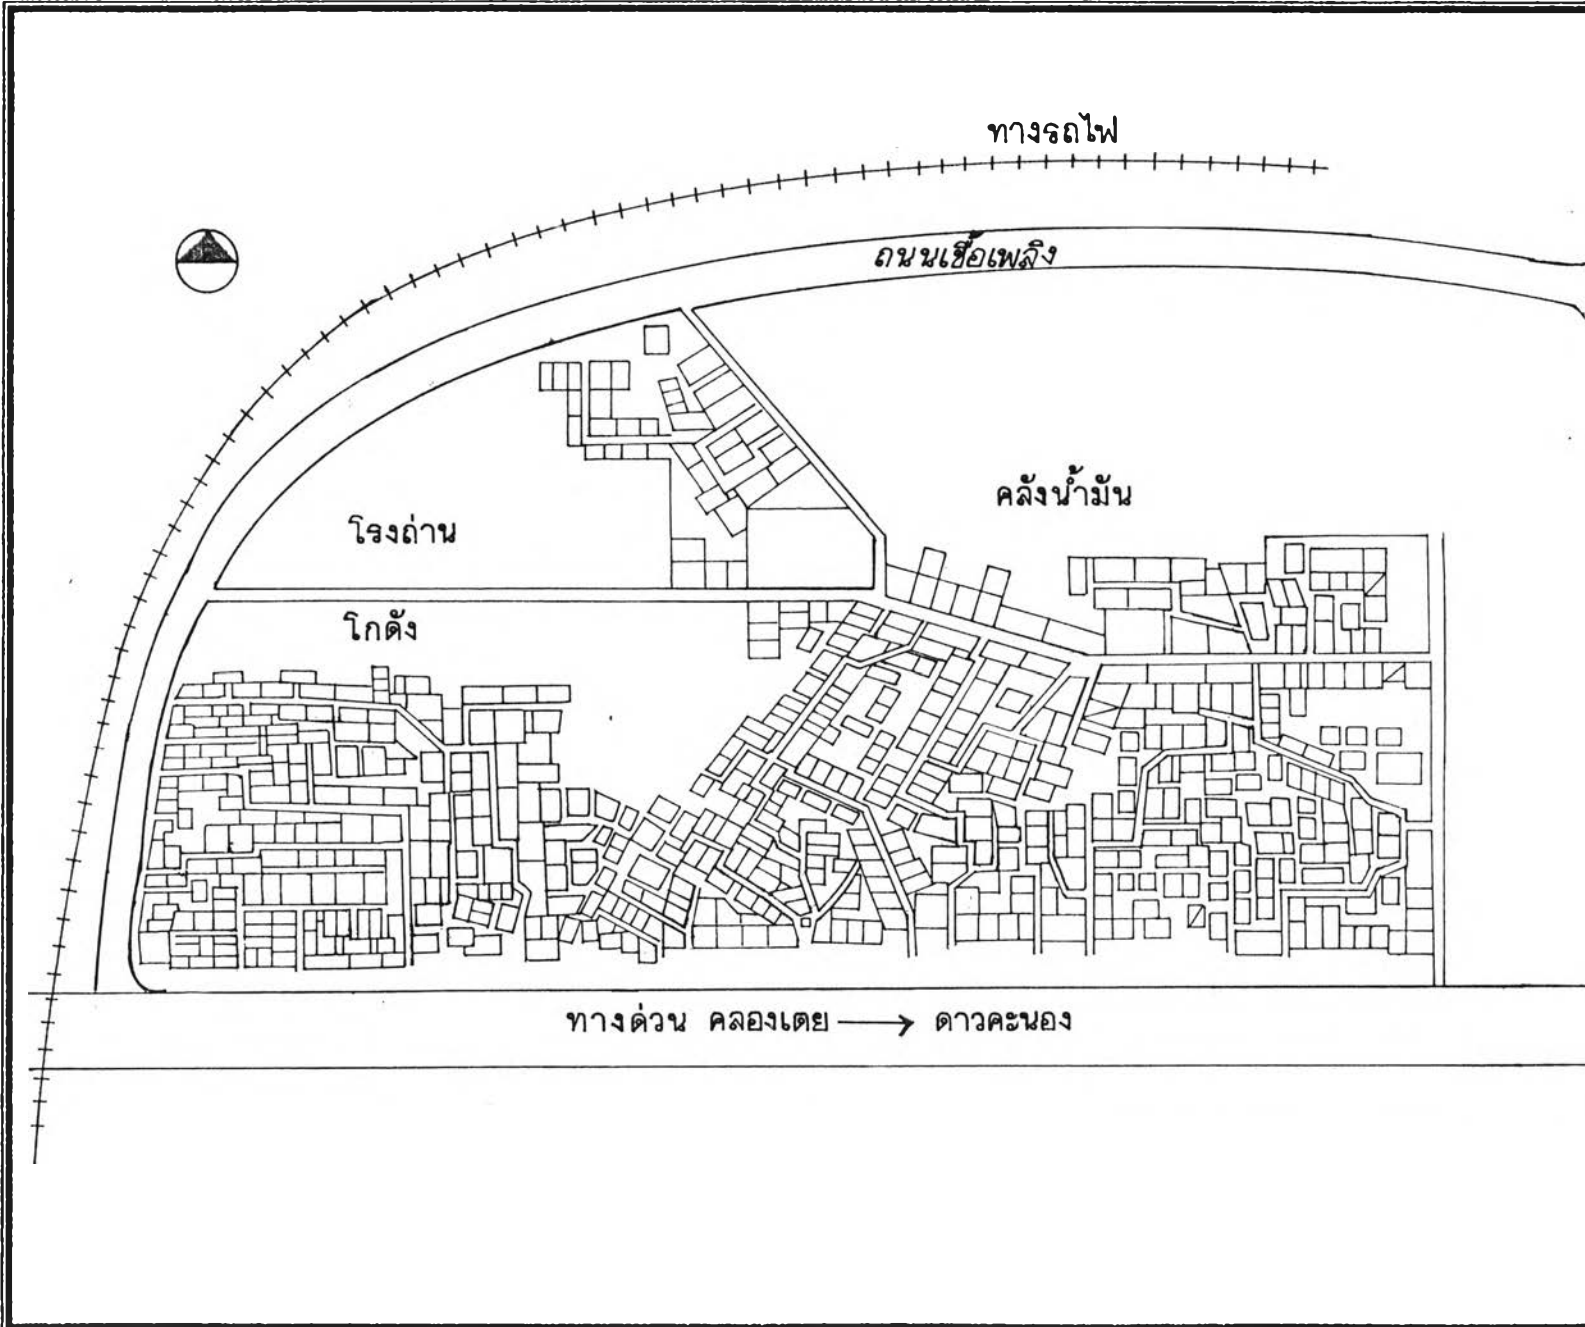 ทางรถไฟ
ถนนเชื้อเพลิง
คลังน้ำมัน
โรงถ่าน
โกดัง
ทางด่วน คลองเตย → ดาวคะนอง